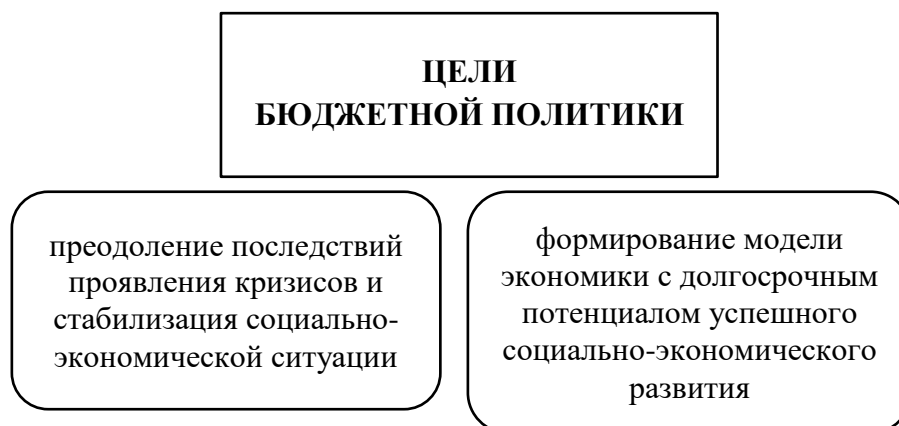 ЦЕЛИ
БЮДЖЕТНОЙ ПОЛИТИКИ
преодоление последствий
проявления кризисов и
стабилизация социально-
экономической ситуации
формирование модели
экономики с долгосрочным
потенциалом успешного
социально-экономического
развития